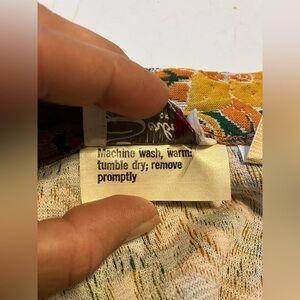 Machine wash, warm;
tumble dry; remove
promptly